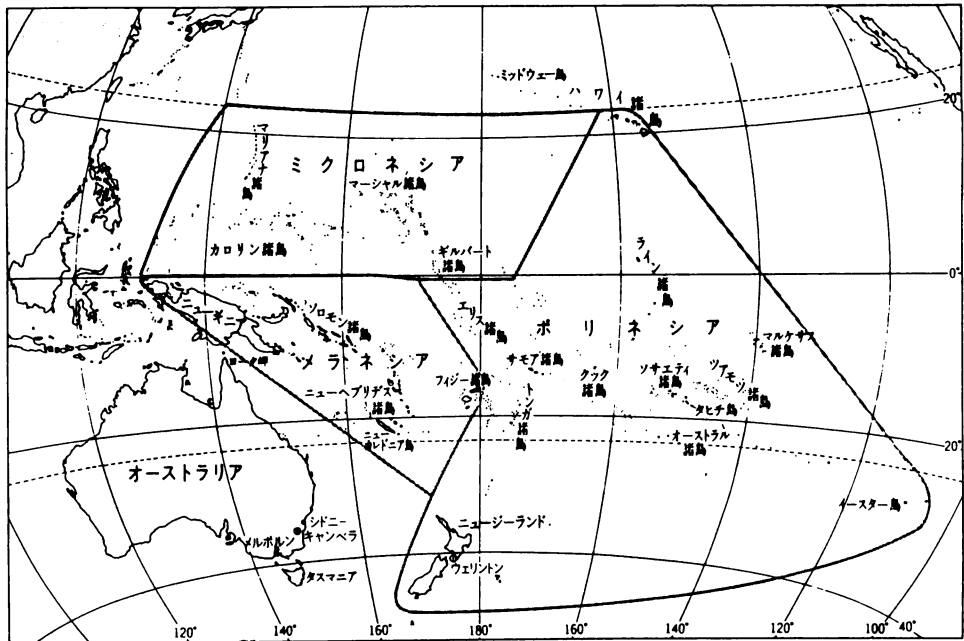 ミッドウェー島
ハワイ諸島
20°
マリアナ諸島
ミクロネシア
マーシャル諸島
カロリン諸島
ギルバート諸島
ライン諸島
0°
ニューギニア
ソロモン諸島
エリス諸島
ポリネシア
マルケサス諸島
メラネシア
サモア諸島
ヨーク岬
フィジー諸島
クック諸島
ソサエティ諸島
ツアモツ諸島
ニューヘブリデス諸島
トンガ諸島
タヒチ島
ニューカレドニア島
オーストラル諸島
20°
オーストラリア
イースター島
シドニー
キャンベラ
メルボルン
ニュージーランド
ウェリントン
タスマニア
120°
140°
160°
180°
160°
140°
120°
100°
40°